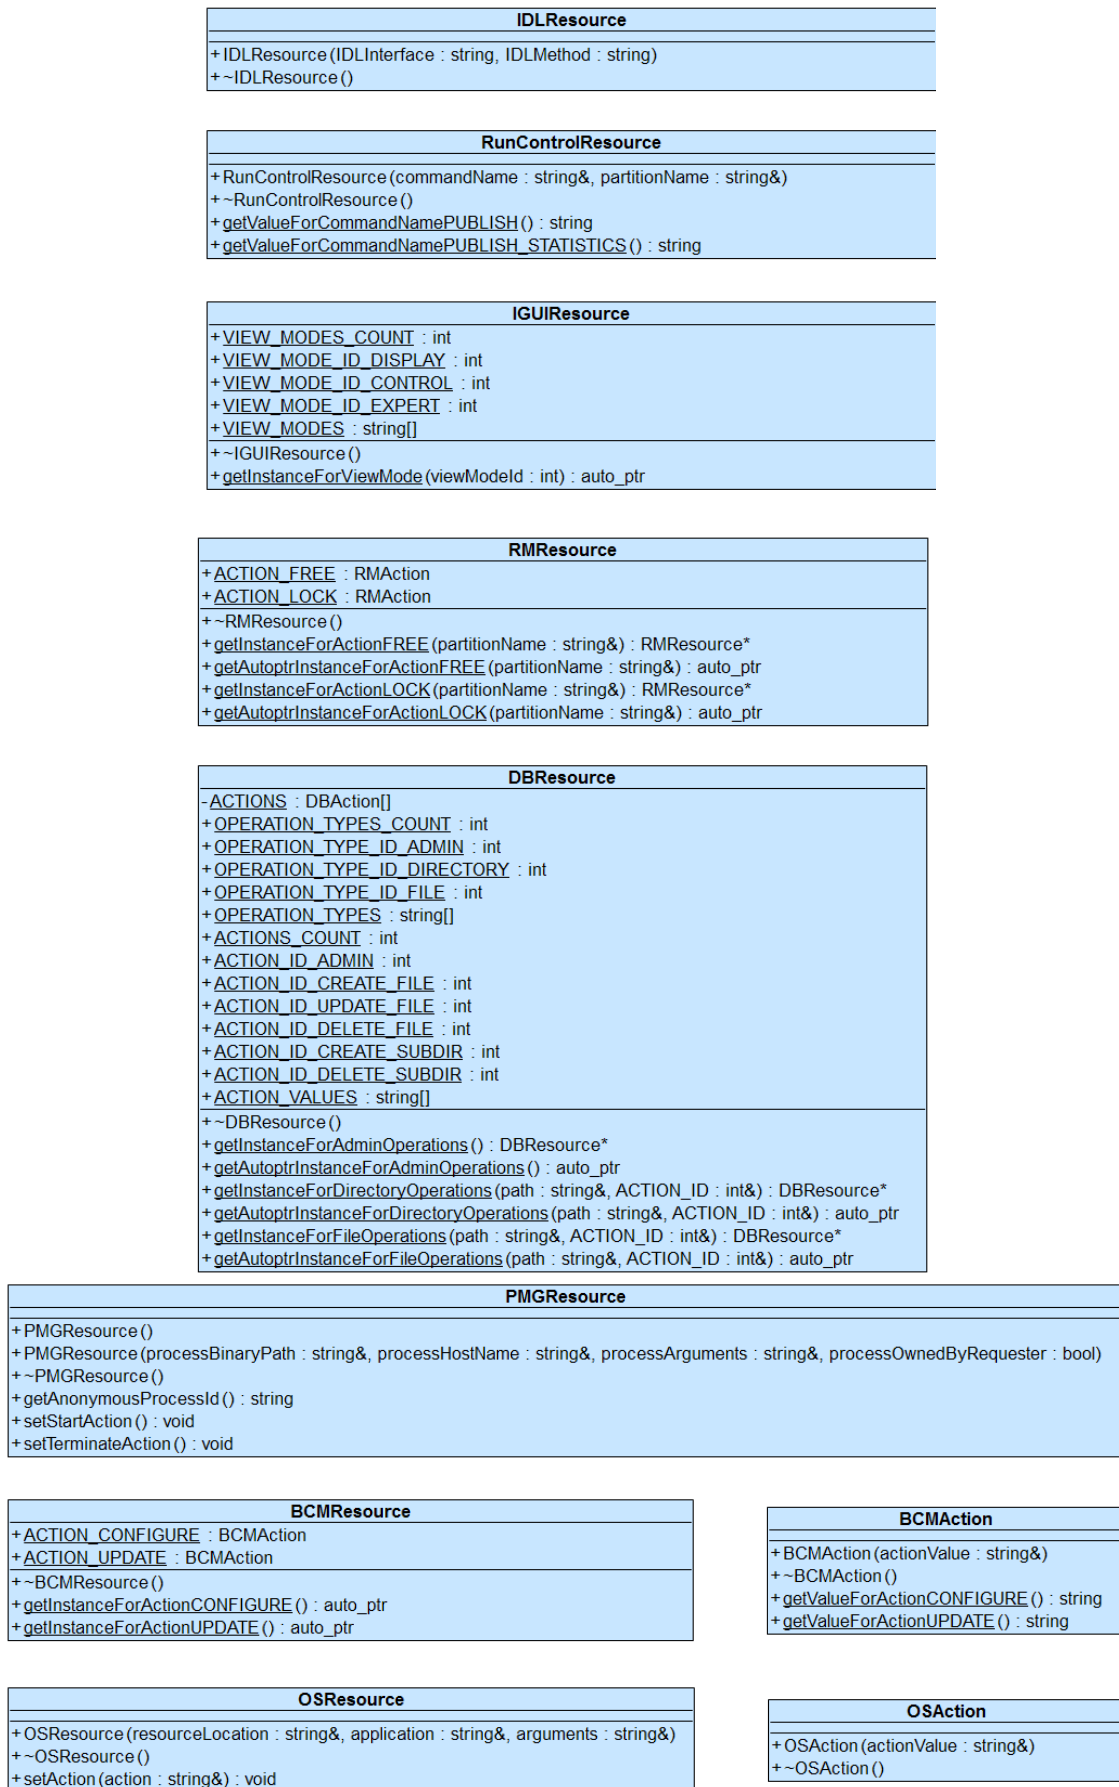 IDLResource
+ IDLResource(IDLInterface : string, IDLMethod : string)
+ ~IDLResource()
RunControlResource
+ RunControlResource(commandName : string&, partitionName : string&)
+ ~RunControlResource()
+ getValueForCommandNamePUBLISH() : string
+ getValueForCommandNamePUBLISH_STATISTICS() : string
IGUIResource
+ VIEW_MODES_COUNT : int
+ VIEW_MODE_ID_DISPLAY : int
+ VIEW_MODE_ID_CONTROL : int
+ VIEW_MODE_ID_EXPERT : int
+ VIEW_MODES : string[]
+ ~IGUIResource()
+ getInstanceForViewMode(viewModeId : int) : auto_ptr
RMResource
+ ACTION_FREE : RMAction
+ ACTION_LOCK : RMAction
+ ~RMResource()
+ getInstanceForActionFREE(partitionName : string&) : RMResource*
+ getAutoptrInstanceForActionFREE(partitionName : string&) : auto_ptr
+ getInstanceForActionLOCK(partitionName : string&) : RMResource*
+ getAutoptrInstanceForActionLOCK(partitionName : string&) : auto_ptr
DBResource
- ACTIONS : DBAction[]
+ OPERATION_TYPES_COUNT : int
+ OPERATION_TYPE_ID_ADMIN : int
+ OPERATION_TYPE_ID_DIRECTORY : int
+ OPERATION_TYPE_ID_FILE : int
+ OPERATION_TYPES : string[]
+ ACTIONS_COUNT : int
+ ACTION_ID_ADMIN : int
+ ACTION_ID_CREATE_FILE : int
+ ACTION_ID_UPDATE_FILE : int
+ ACTION_ID_DELETE_FILE : int
+ ACTION_ID_CREATE_SUBDIR : int
+ ACTION_ID_DELETE_SUBDIR : int
+ ACTION_VALUES : string[]
+ ~DBResource()
+ getInstanceForAdminOperations() : DBResource*
+ getAutoptrInstanceForAdminOperations() : auto_ptr
+ getInstanceForDirectoryOperations(path : string&, ACTION_ID : int&) : DBResource*
+ getAutoptrInstanceForDirectoryOperations(path : string&, ACTION_ID : int&) : auto_ptr
+ getInstanceForFileOperations(path : string&, ACTION_ID : int&) : DBResource*
+ getAutoptrInstanceForFileOperations(path : string&, ACTION_ID : int&) : auto_ptr
PMGResource
+ PMGResource()
+ PMGResource(processBinaryPath : string&, processHostName : string&, processArguments : string&, processOwnedByRequester : bool)
+ ~PMGResource()
+ getAnonymousProcessId() : string
+ setStartAction() : void
+ setTerminateAction() : void
BCMResource
+ ACTION_CONFIGURE : BCMAction
+ ACTION_UPDATE : BCMAction
+ ~BCMResource()
+ getInstanceForActionCONFIGURE() : auto_ptr
+ getInstanceForActionUPDATE() : auto_ptr
BCMAction
+ BCMAction(actionValue : string&)
+ ~BCMAction()
+ getValueForActionCONFIGURE() : string
+ getValueForActionUPDATE() : string
OSResource
+ OSResource(resourceLocation : string&, application : string&, arguments : string&)
+ ~OSResource()
+ setAction(action : string&) : void
OSAction
+ OSAction(actionValue : string&)
+ ~OSAction()